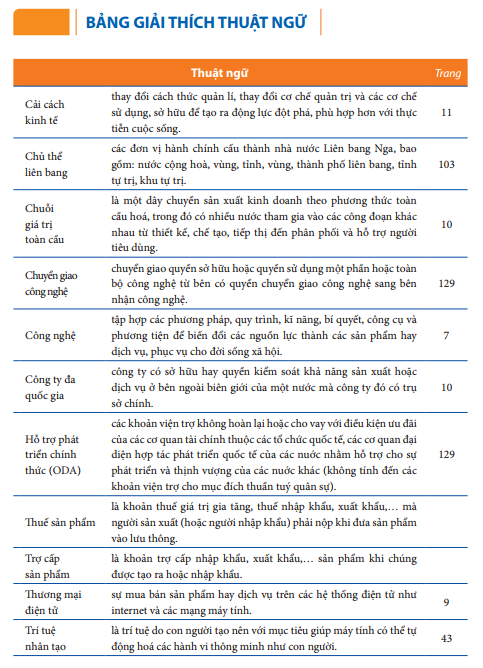 BẢNG GIẢI THÍCH THUẬT NGỮ
Thuật ngữ
Trang
Cải cách
kinh tế
thay đổi cách thức quản lí, thay đổi cơ chế quản trị và các cơ chế
sử dụng, sở hữu để tạo ra động lực đột phá, phù hợp hơn với thực
tiễn cuộc sống.
11
Chủ thể
liên bang
các đơn vị hành chính cấu thành nhà nước Liên bang Nga, bao
gồm: nước cộng hoà, vùng, tỉnh, vùng, thành phố liên bang, tỉnh
tự trị, khu tự trị.
103
Chuỗi
giá trị
toàn cầu
là một dây chuyền sản xuất kinh doanh theo phương thức toàn
cầu hoá, trong đó có nhiều nước tham gia vào các công đoạn khác
nhau từ thiết kế, chế tạo, tiếp thị đến phân phối và hỗ trợ người
tiêu dùng.
10
Chuyển giao
công nghệ
chuyển giao quyền sở hữu hoặc quyền sử dụng một phần hoặc toàn
bộ công nghệ từ bên có quyền chuyển giao công nghệ sang bên
nhận công nghệ.
129
Công nghệ
tập hợp các phương pháp, quy trình, kĩ năng, bí quyết, công cụ và
phương tiện để biến đổi các nguồn lực thành các sản phẩm hay
dịch vụ, phục vụ cho đời sống xã hội.
7
Công ty đa
quốc gia
công ty có sở hữu hay quyền kiểm soát khả năng sản xuất hoặc
dịch vụ ở bên ngoài biên giới của một nước mà công ty đó có trụ
sở chính.
10
Hỗ trợ phát
triển chính
thức (ODA)
các khoản viện trợ không hoàn lại hoặc cho vay với điều kiện ưu đãi
của các cơ quan tài chính thuộc các tổ chức quốc tế, các cơ quan đại
diện hợp tác phát triển quốc tế của các nước nhằm hỗ trợ cho sự
phát triển và thịnh vượng của các nước khác (không tính đến các
khoản viện trợ cho mục đích thuần tuý quân sự).
129
Thuế sản phẩm
là khoản thuế giá trị gia tăng, thuế nhập khẩu, xuất khẩu,... mà
người sản xuất (hoặc người nhập khẩu) phải nộp khi đưa sản phẩm
vào lưu thông.
Trợ cấp
sản phẩm
là khoản trợ cấp nhập khẩu, xuất khẩu,... sản phẩm khi chúng
được tạo ra hoặc nhập khẩu.
Thương mại
điện tử
sự mua bán sản phẩm hay dịch vụ trên các hệ thống điện tử như
internet và các mạng máy tính.
9
Trí tuệ
nhân tạo
là trí tuệ do con người tạo nên với mục tiêu giúp máy tính có thể tự
động hoá các hành vi thông minh như con người.
43